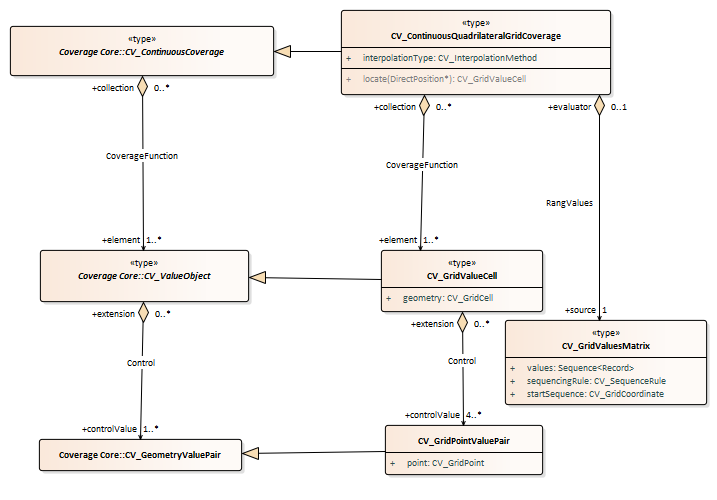 «type»
Coverage Core::CV_ContinuousCoverage
«type»
CV_ContinuousQuadrilateralGridCoverage
+ interpolationType: CV_InterpolationMethod
+ locate(DirectPosition*): CV_GridValueCell
+collection 0..*
+collection 0..*
+evaluator 0..1
CoverageFunction
CoverageFunction
RangValues
+element 1..*
+element 1..*
«type»
Coverage Core::CV_ValueObject
«type»
CV_GridValueCell
+ geometry: CV_GridCell
+extension 0..*
+extension 0..*
+source 1
«type»
CV_GridValuesMatrix
+ values: Sequence<Record>
+ sequencingRule: CV_SequenceRule
+ startSequence: CV_GridCoordinate
Control
Control
+controlValue 1..*
+controlValue 4..*
Coverage Core::CV_GeometryValuePair
CV_GridPointValuePair
+ point: CV_GridPoint